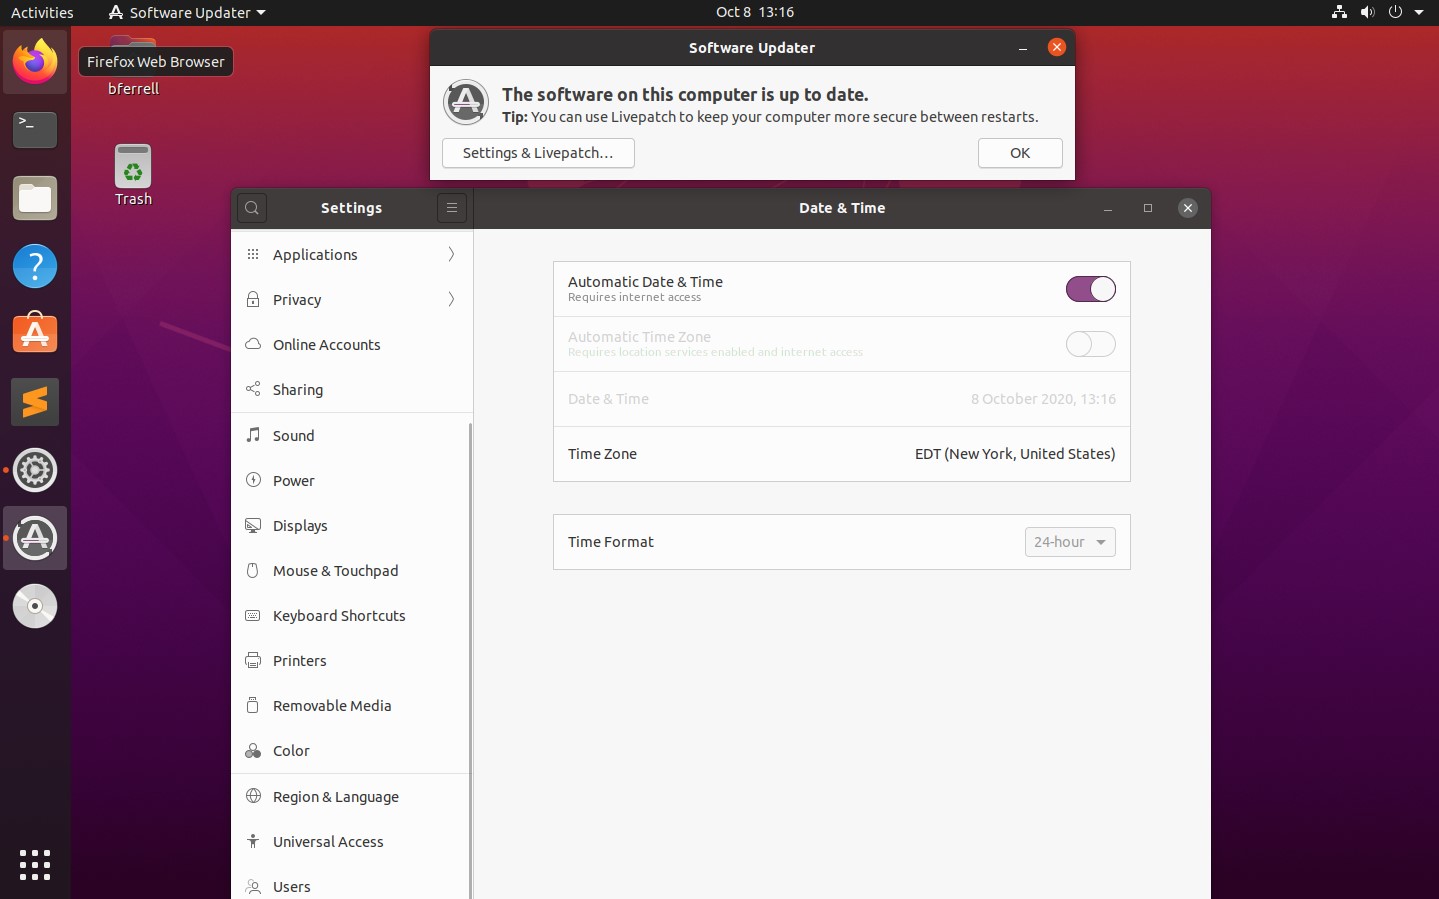 Activities
Software Updater
Oct 8 13:16
Firefox Web Browser
bferrell
Trash
Software Updater
The software on this computer is up to date.
Tip: You can use Livepatch to keep your computer more secure between restarts.
Settings & Livepatch…
OK
Settings
Date & Time
Applications
Privacy
Online Accounts
Sharing
Sound
Power
Displays
Mouse & Touchpad
Keyboard Shortcuts
Printers
Removable Media
Color
Region & Language
Universal Access
Users
Automatic Date & Time
Requires internet access
Automatic Time Zone
Requires location services enabled and internet access
Date & Time
8 October 2020, 13:16
Time Zone
EDT (New York, United States)
Time Format
24-hour